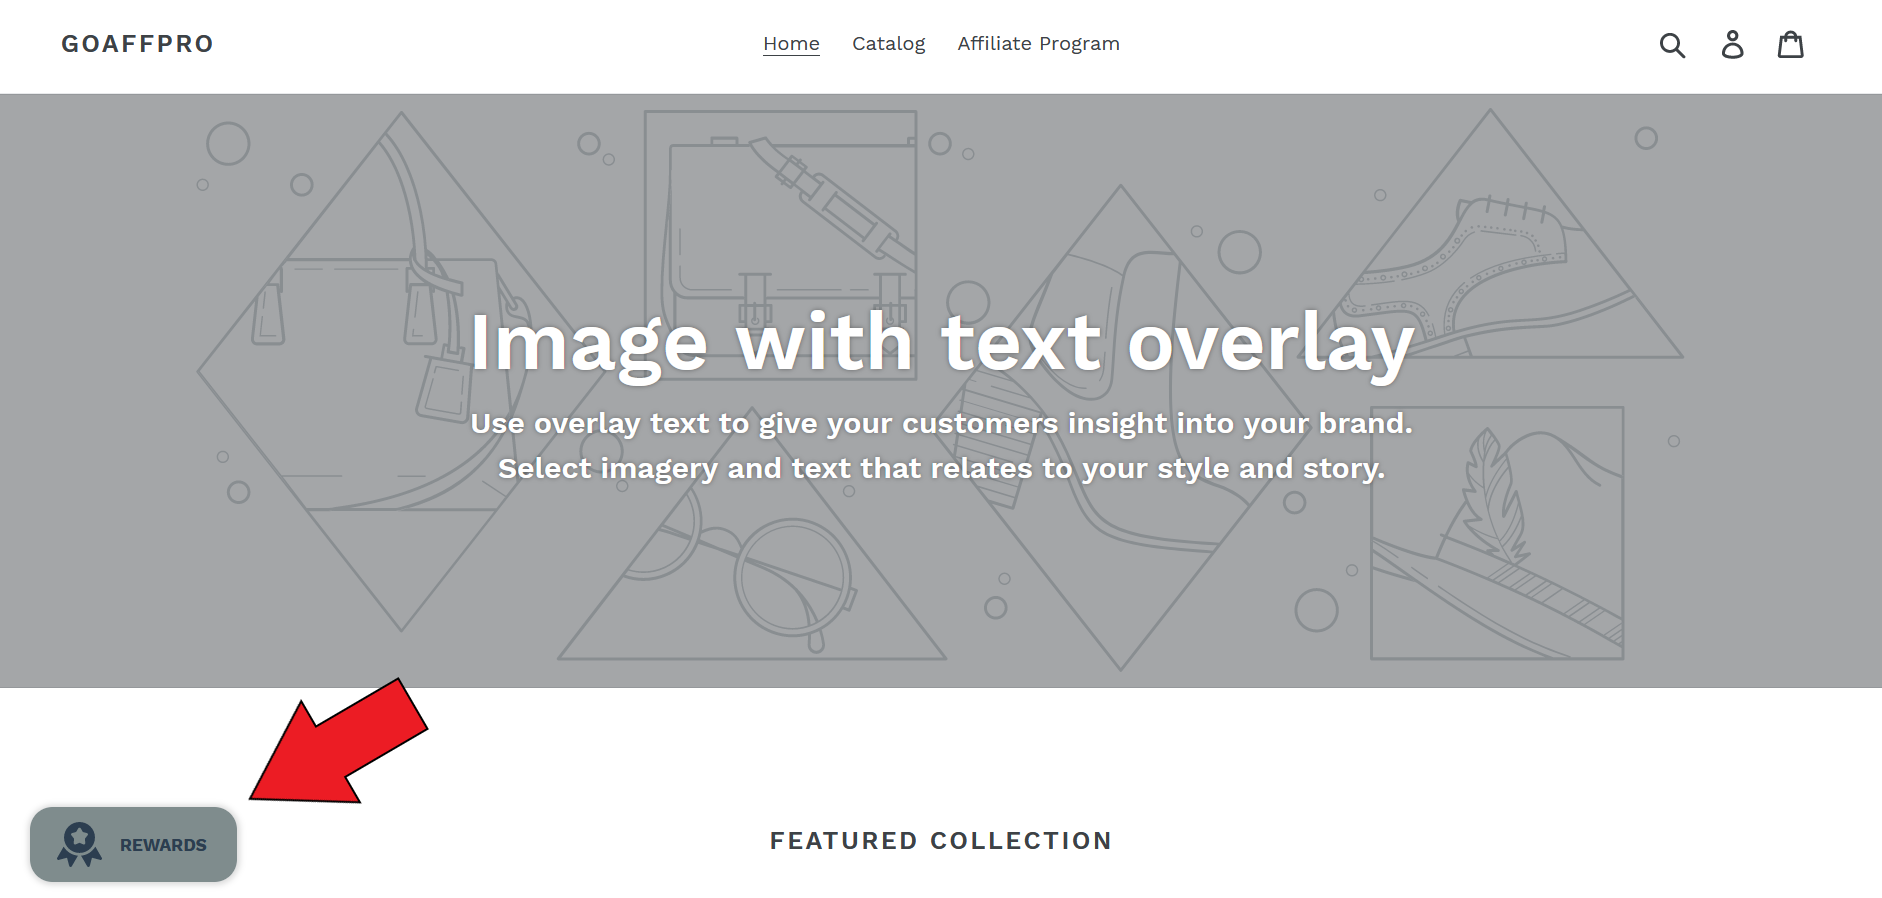 GOAFFPRO
Home Catalog Affiliate Program
Image with text overlay
Use overlay text to give your customers insight into your brand.
Select imagery and text that relates to your style and story.
REWARDS
FEATURED COLLECTION